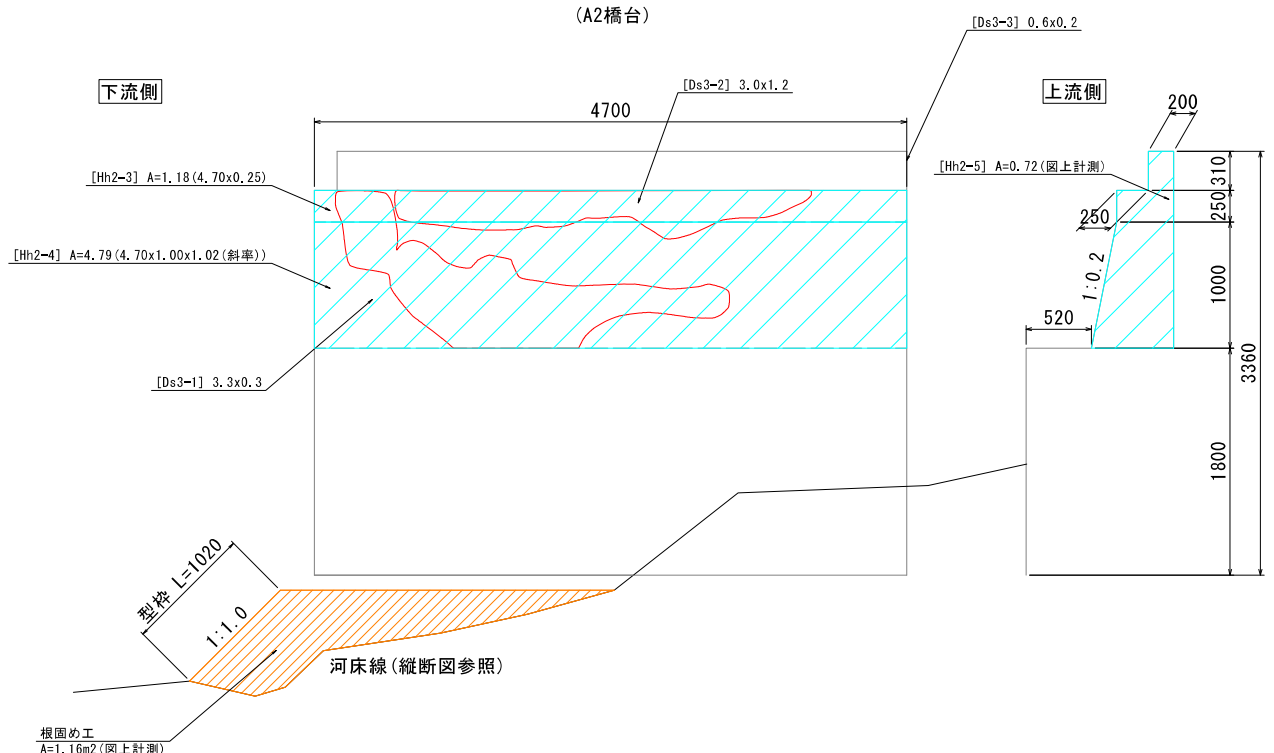 (A2橋台)
[Ds3-3] 0.6x0.2
下流側
[Ds3-2] 3.0x1.2
上流側
4700
200
[Hh2-3] A=1.18(4.70x0.25)
[Hh2-5] A=0.72(図上計測)
310
250
250
[Hh2-4] A=4.79(4.70x1.00x1.02(斜率))
1:0.2
1000
520
3360
[Ds3-1] 3.3x0.3
1800
型枠 L=1020
1:1.0
河床線(縦断図参照)
根固め工
A=1.16m2(図上計測)